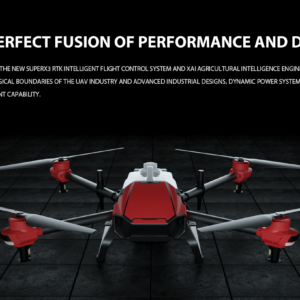 ERFECT FUSION OF PERFORMANCE AND D
THE NEW SUPERX3 RTK INTELLIGENT FLIGHT CONTROL SYSTEM AND XAI AGRICULTURAL INTELLIGENCE ENGIN
GICAL BOUNDARIES OF THE UAV INDUSTRY AND ADVANCED INDUSTRIAL DESIGNS, DYNAMIC POWER SYSTEM
NT CAPABILITY.